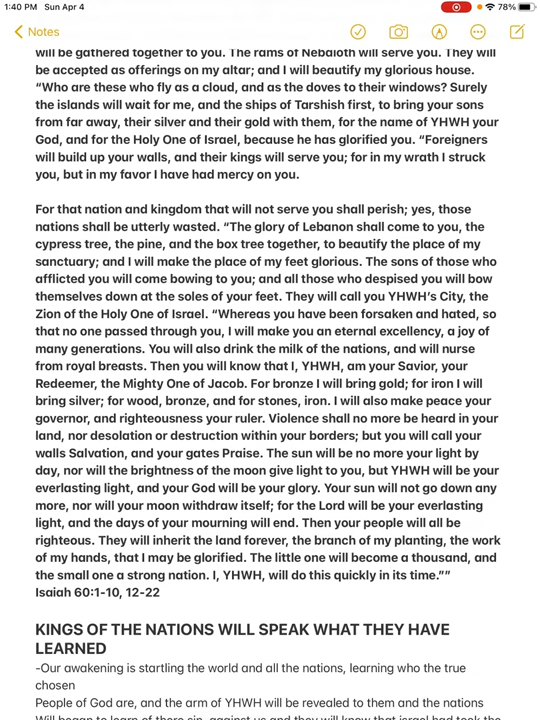 1:40 PM Sun Apr 4
78%
Notes
will be gathered together to you. The rams of Nebaioth will serve you. They will
be accepted as offerings on my altar; and I will beautify my glorious house.
“Who are these who fly as a cloud, and as the doves to their windows? Surely
the islands will wait for me, and the ships of Tarshish first, to bring your sons
from far away, their silver and their gold with them, for the name of YHWH your
God, and for the Holy One of Israel, because he has glorified you. “Foreigners
will build up your walls, and their kings will serve you; for in my wrath I struck
you, but in my favor I have had mercy on you.
For that nation and kingdom that will not serve you shall perish; yes, those
nations shall be utterly wasted. “The glory of Lebanon shall come to you, the
cypress tree, the pine, and the box tree together, to beautify the place of my
sanctuary; and I will make the place of my feet glorious. The sons of those who
afflicted you will come bowing to you; and all those who despised you will bow
themselves down at the soles of your feet. They will call you YHWH’s City, the
Zion of the Holy One of Israel. “Whereas you have been forsaken and hated, so
that no one passed through you, I will make you an eternal excellency, a joy of
many generations. You will also drink the milk of the nations, and will nurse
from royal breasts. Then you will know that I, YHWH, am your Savior, your
Redeemer, the Mighty One of Jacob. For bronze I will bring gold; for iron I will
bring silver; for wood, bronze, and for stones, iron. I will also make peace your
governor, and righteousness your ruler. Violence shall no more be heard in your
land, nor desolation or destruction within your borders; but you will call your
walls Salvation, and your gates Praise. The sun will be no more your light by
day, nor will the brightness of the moon give light to you, but YHWH will be your
everlasting light, and your God will be your glory. Your sun will not go down any
more, nor will your moon withdraw itself; for the Lord will be your everlasting
light, and the days of your mourning will end. Then your people will all be
righteous. They will inherit the land forever, the branch of my planting, the work
of my hands, that I may be glorified. The little one will become a thousand, and
the small one a strong nation. I, YHWH, will do this quickly in its time.””
Isaiah 60:1-10, 12-22
KINGS OF THE NATIONS WILL SPEAK WHAT THEY HAVE
LEARNED
-Our awakening is startling the world and all the nations, learning who the true
chosen
People of God are, and the arm of YHWH will be revealed to them and the nations
Will began to learn of there sin, against us and they will know that israel had took the